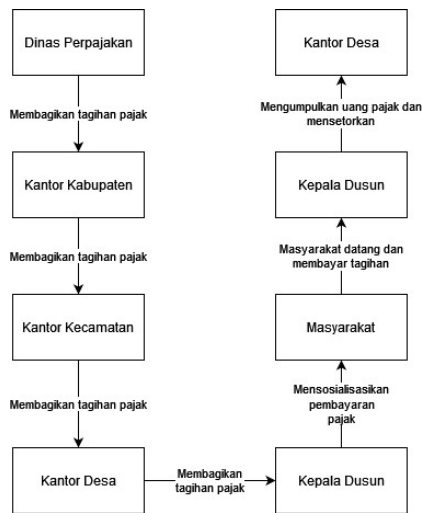 Dinas Perpajakan
Membagikan tagihan pajak
Kantor Kabupaten
Membagikan tagihan pajak
Kantor Kecamatan
Membagikan tagihan pajak
Kantor Desa
Membagikan
tagihan pajak
Kepala Dusun
Mensosialisasikan
pembayaran
pajak
Masyarakat
Masyarakat datang dan
membayar tagihan
Kepala Dusun
Mengumpulkan uang pajak dan
mensetorkan
Kantor Desa